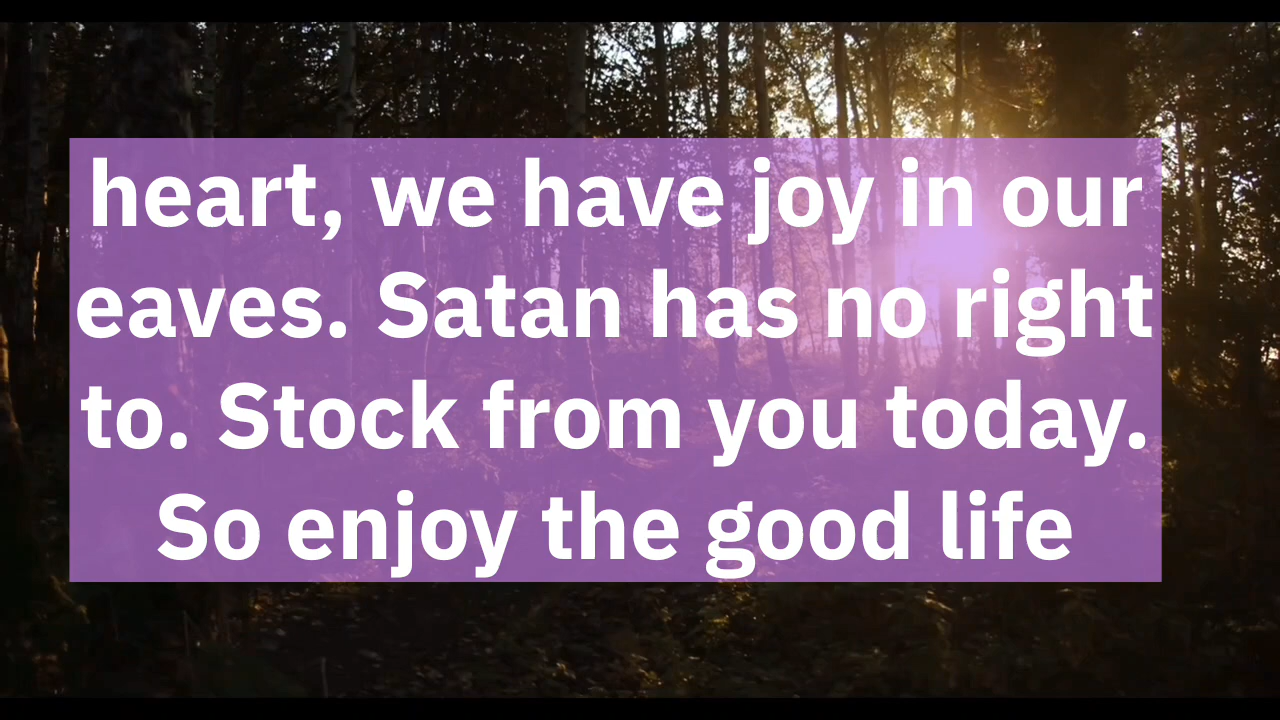 heart, we have joy in our
eaves. Satan has no right
to. Stock from you today.
So enjoy the good life